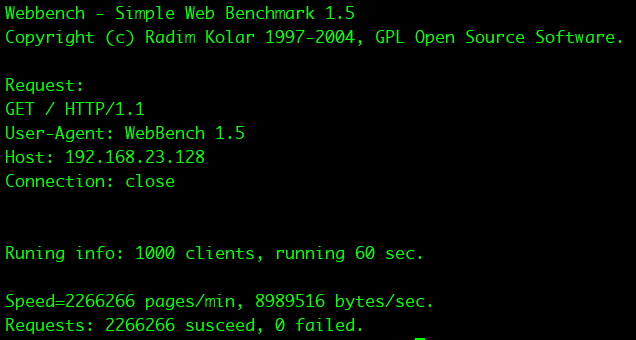 Webbench - Simple Web Benchmark 1.5
Copyright (c) Radim Kolar 1997-2004, GPL Open Source Software.
Request:
GET / HTTP/1.1
User-Agent: WebBench 1.5
Host: 192.168.23.128
Connection: close
Runing info: 1000 clients, running 60 sec.
Speed=2266266 pages/min, 8989516 bytes/sec.
Requests: 2266266 susceed, 0 failed.